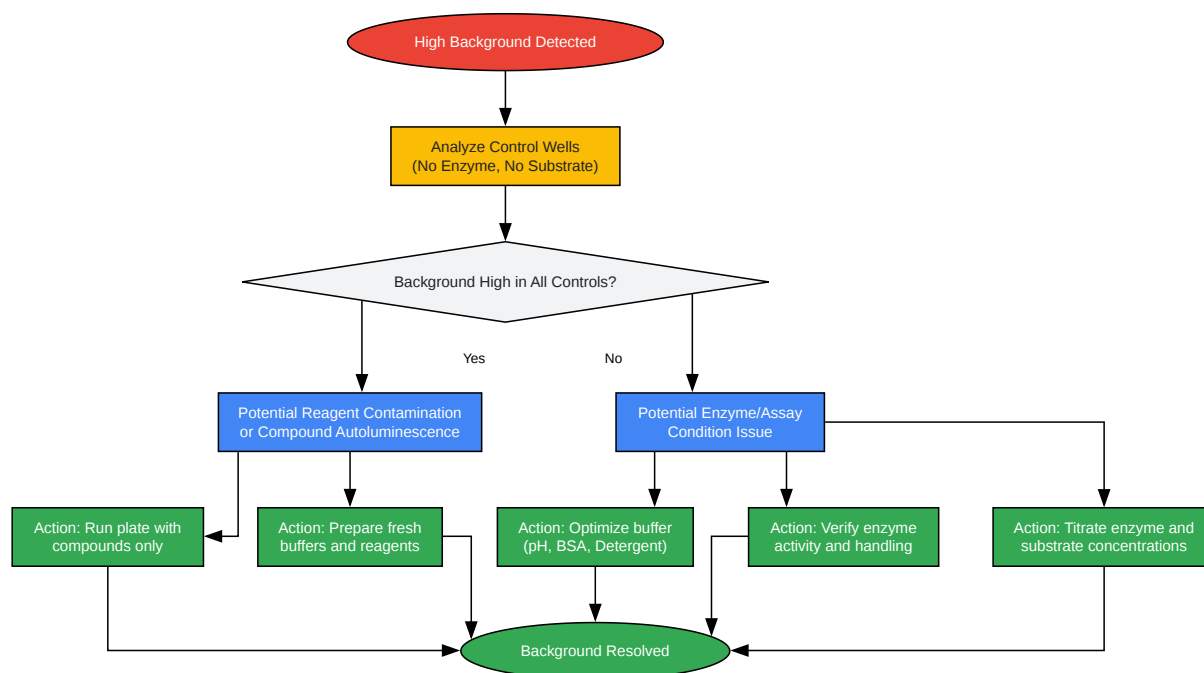 High Background Detected
Analyze Control Wells
(No Enzyme, No Substrate)
Background High in All Controls?
Yes
No
Potential Reagent Contamination
or Compound Autoluminescence
Potential Enzyme/Assay
Condition Issue
Action: Run plate with
compounds only
Action: Prepare fresh
buffers and reagents
Action: Optimize buffer
(pH, BSA, Detergent)
Action: Verify enzyme
activity and handling
Action: Titrate enzyme and
substrate concentrations
Background Resolved